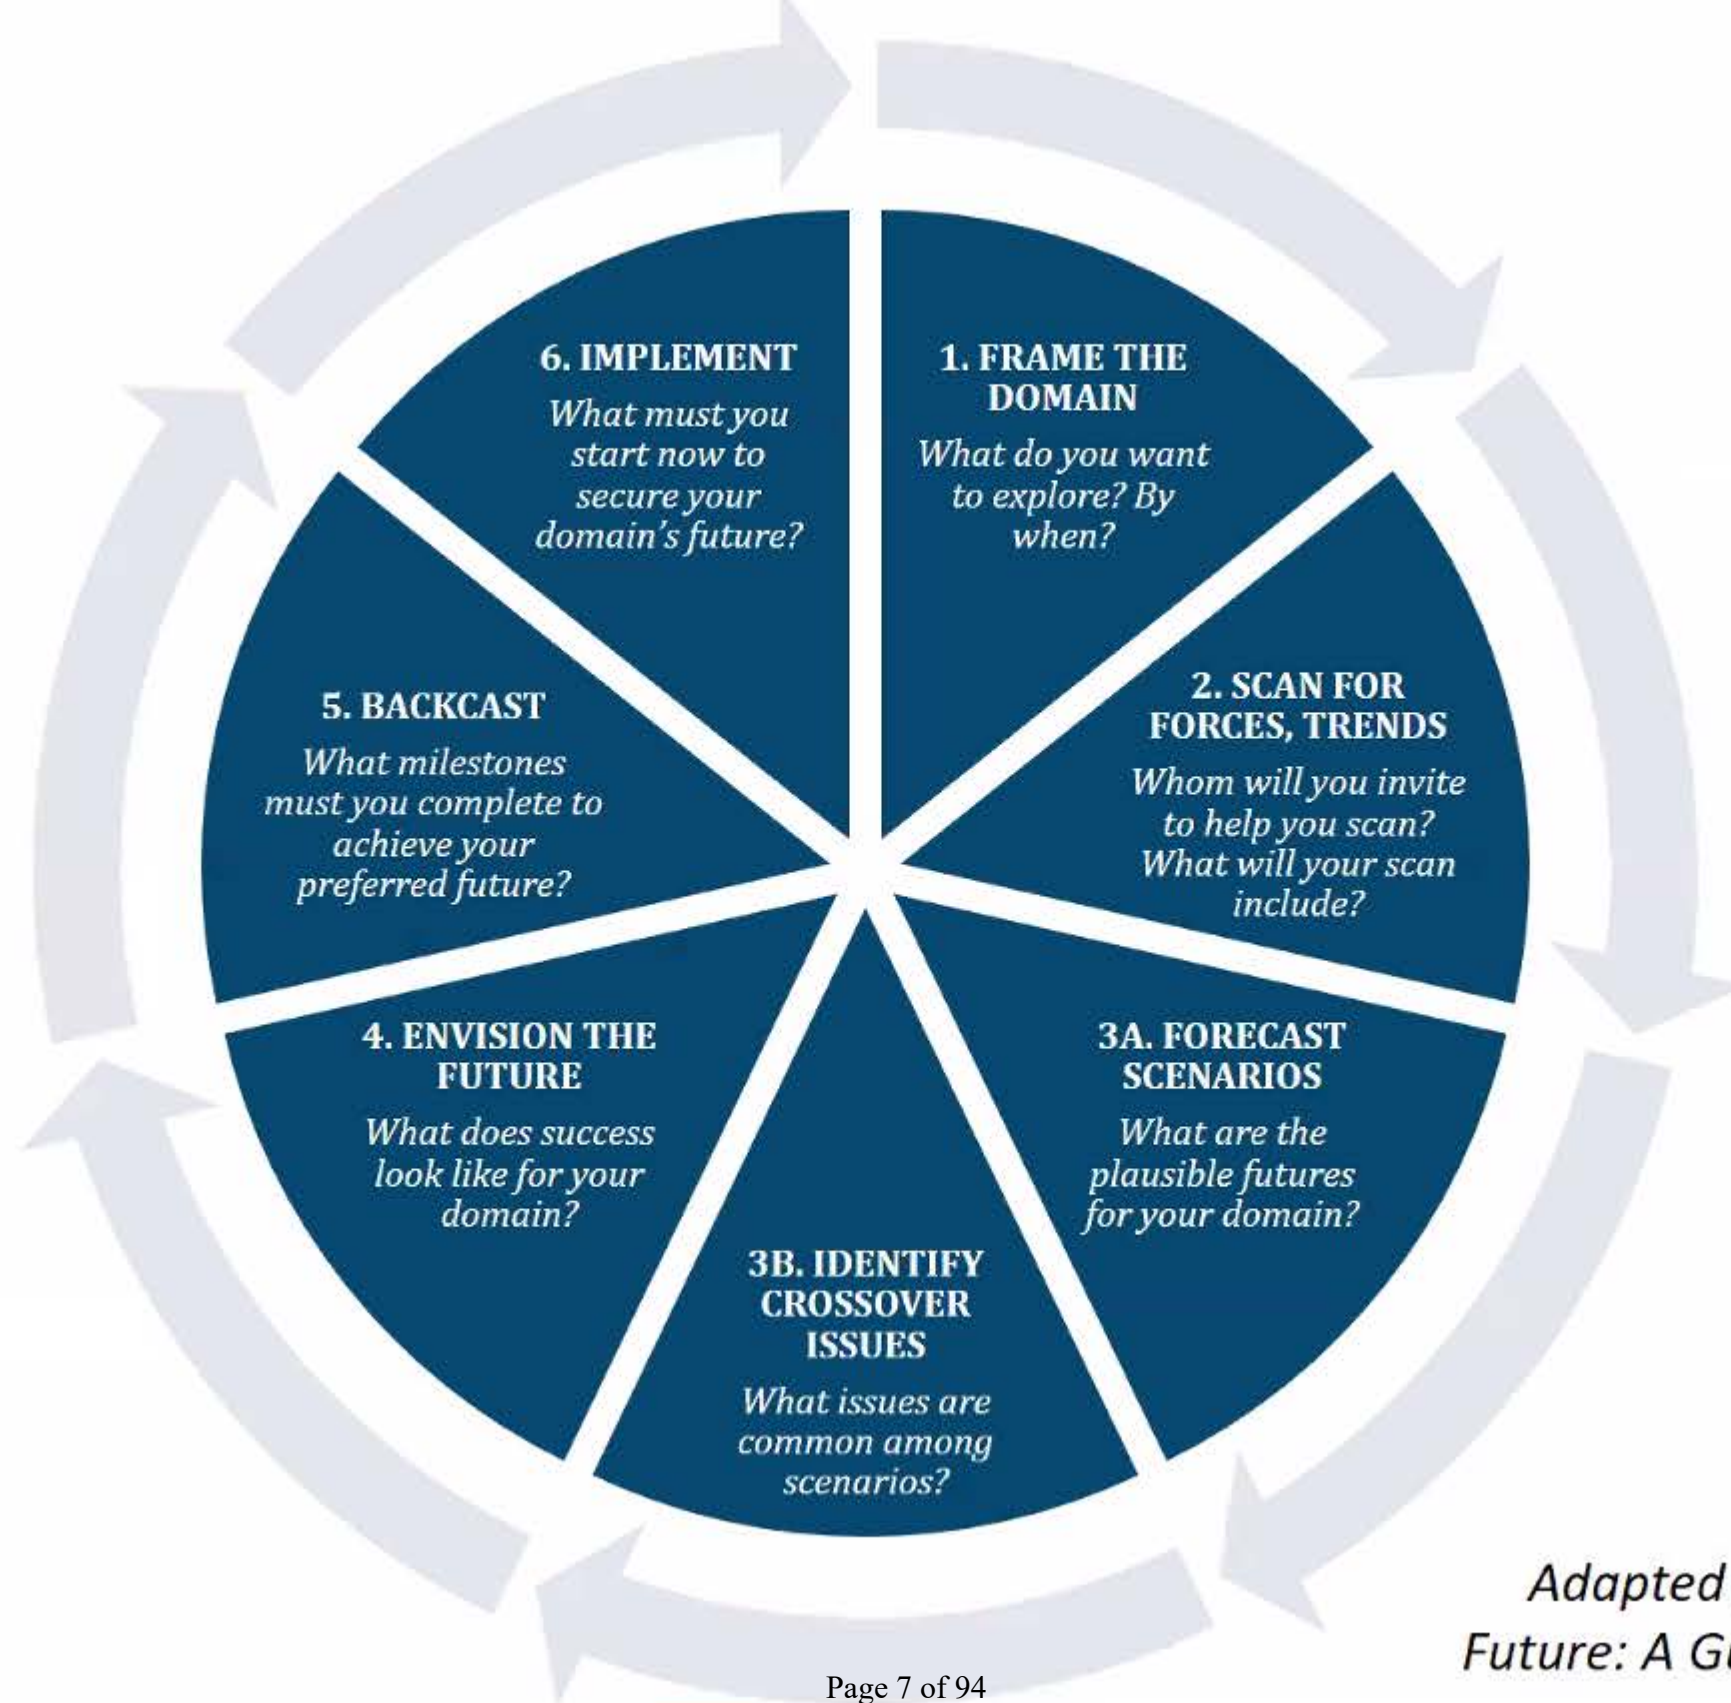 1. FRAME THE
DOMAIN
What do you want
to explore? By
when?
2. SCAN FOR
FORCES, TRENDS
Whom will you invite
to help you scan?
What will your scan
include?
3A. FORECAST
SCENARIOS
What are the
plausible futures
for your domain?
3B. IDENTIFY
CROSSOVER
ISSUES
What issues are
common among
scenarios?
4. ENVISION THE
FUTURE
What does success
look like for your
domain?
5. BACKCAST
What milestones
must you complete to
achieve your
preferred future?
6. IMPLEMENT
What must you
start now to
secure your
domain's future?
Adapted
Future: A
Page 7 of 94